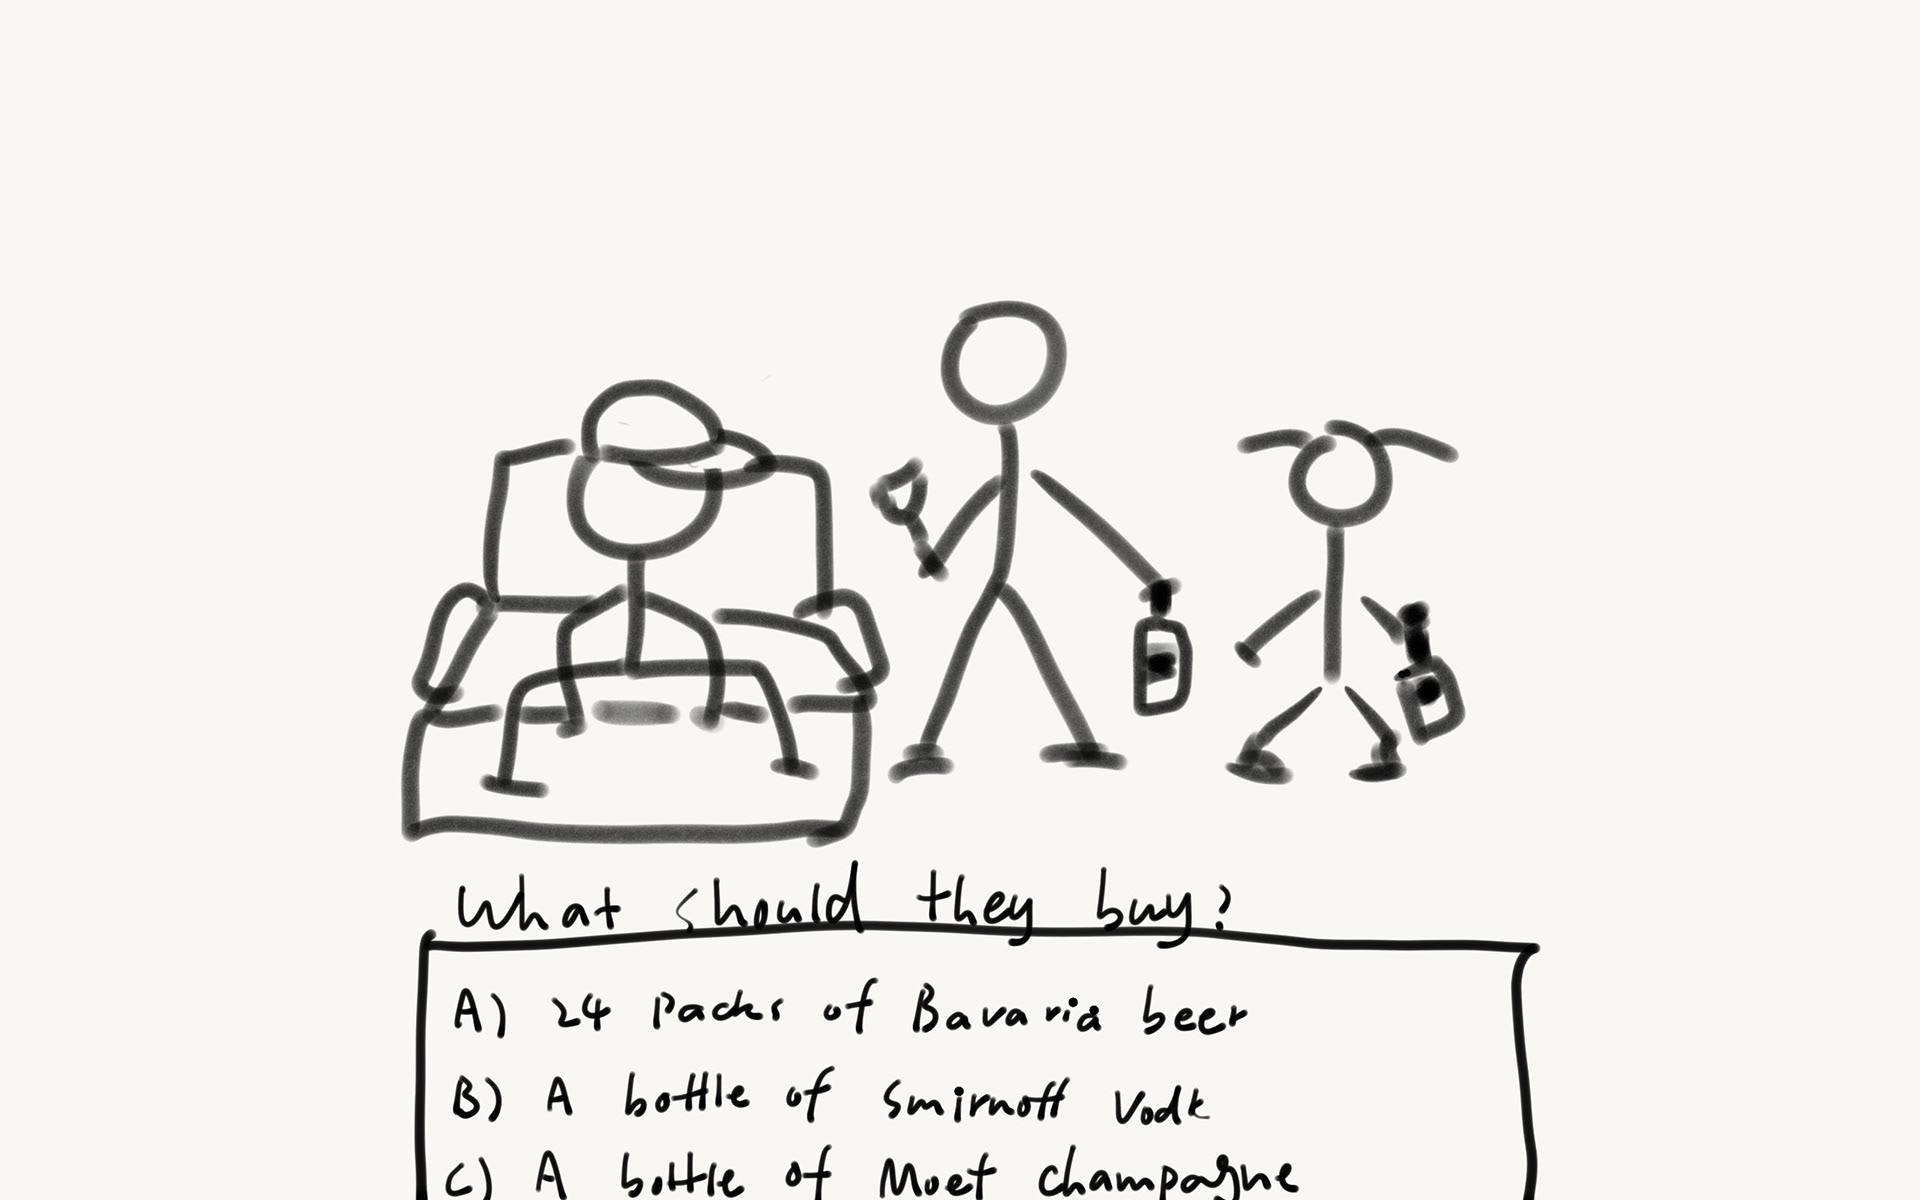 What should they buy?
A) 24 packs of Bavaria beer
B) A bottle of Smirnoff Vodk
C) A bottle of Moet champagne